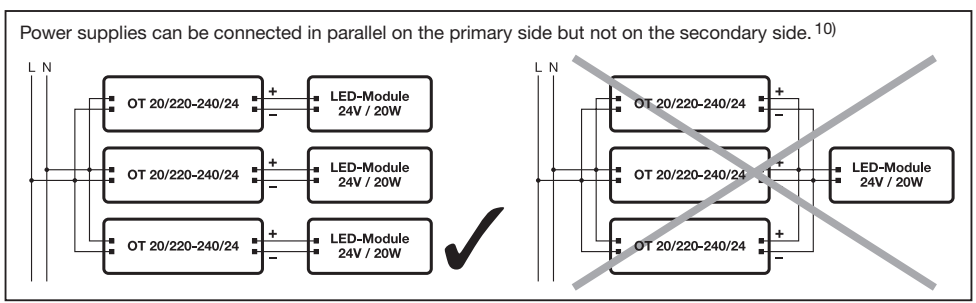 Power supplies can be connected in parallel on the primary side but not on the secondary side. 10)
L N
OT 20/220-240/24
+
–
LED-Module
24V / 20W
OT 20/220-240/24
+
–
LED-Module
24V / 20W
OT 20/220-240/24
+
–
LED-Module
24V / 20W
L N
OT 20/220-240/24
+
–
OT 20/220-240/24
+
–
LED-Module
24V / 20W
OT 20/220-240/24
+
–